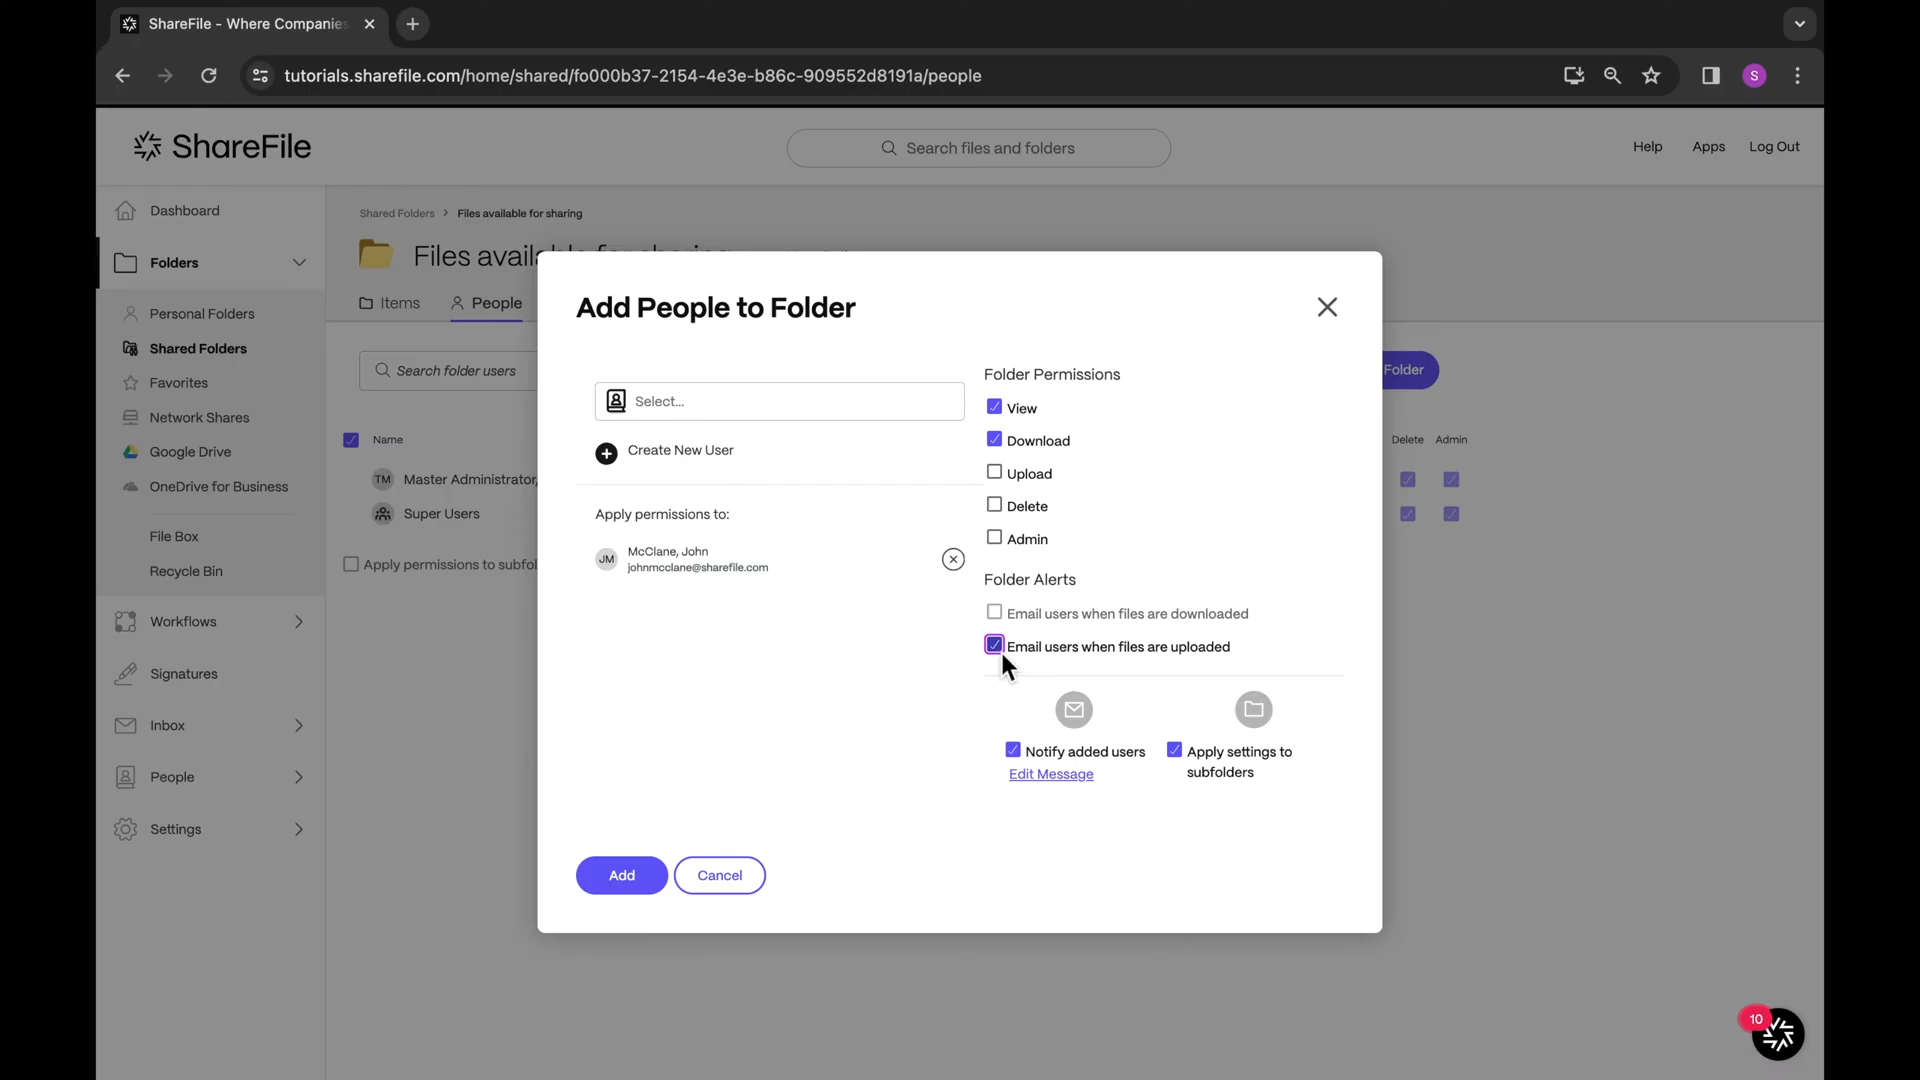 ShareFile - Where Companies
tutorials.sharefile.com/home/shared/fo000b37-2154-4e3e-b86c-909552d8191a/people
S
ShareFile
Search files and folders
Help
Apps
Log Out
Dashboard
Folders
Personal Folders
Shared Folders
Favorites
Network Shares
Google Drive
OneDrive for Business
File Box
Recycle Bin
Workflows
Signatures
Inbox
People
Settings
Shared Folders > Files available for sharing
Files available for sharing
Items
People
Search folder users
Folder
Name
Delete
Admin
TM
Master Administrator,
Super Users
Apply permissions to subfol
Add People to Folder
Select...
Create New User
Apply permissions to:
JM
McClane, John
johnmcclane@sharefile.com
Folder Permissions
View
Download
Upload
Delete
Admin
Folder Alerts
Email users when files are downloaded
Email users when files are uploaded
Notify added users
Edit Message
Apply settings to
subfolders
Add
Cancel
10